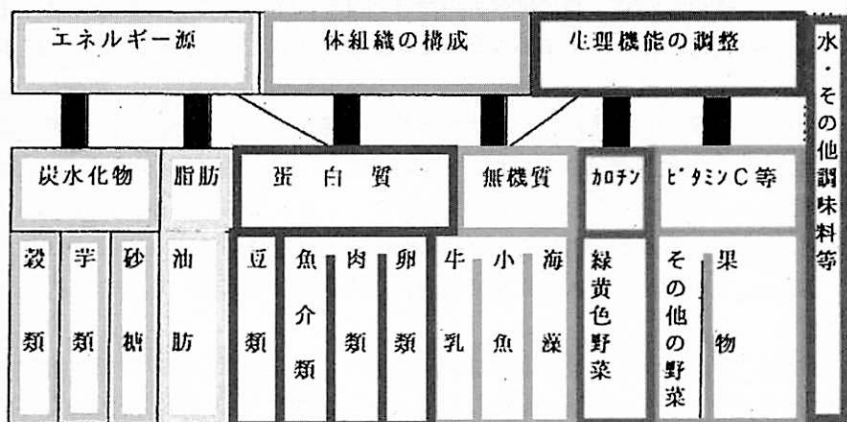 エネルギー源
体組織の構成
生理機能の調整
水・その他調味料等
炭水化物
脂肪
蛋白質
無機質
カロチン
ビタミンC等
穀類
芋類
砂糖
油肪
豆類
魚介類
肉類
卵類
牛乳
小魚
海藻
緑黄色野菜
その他の野菜
果物